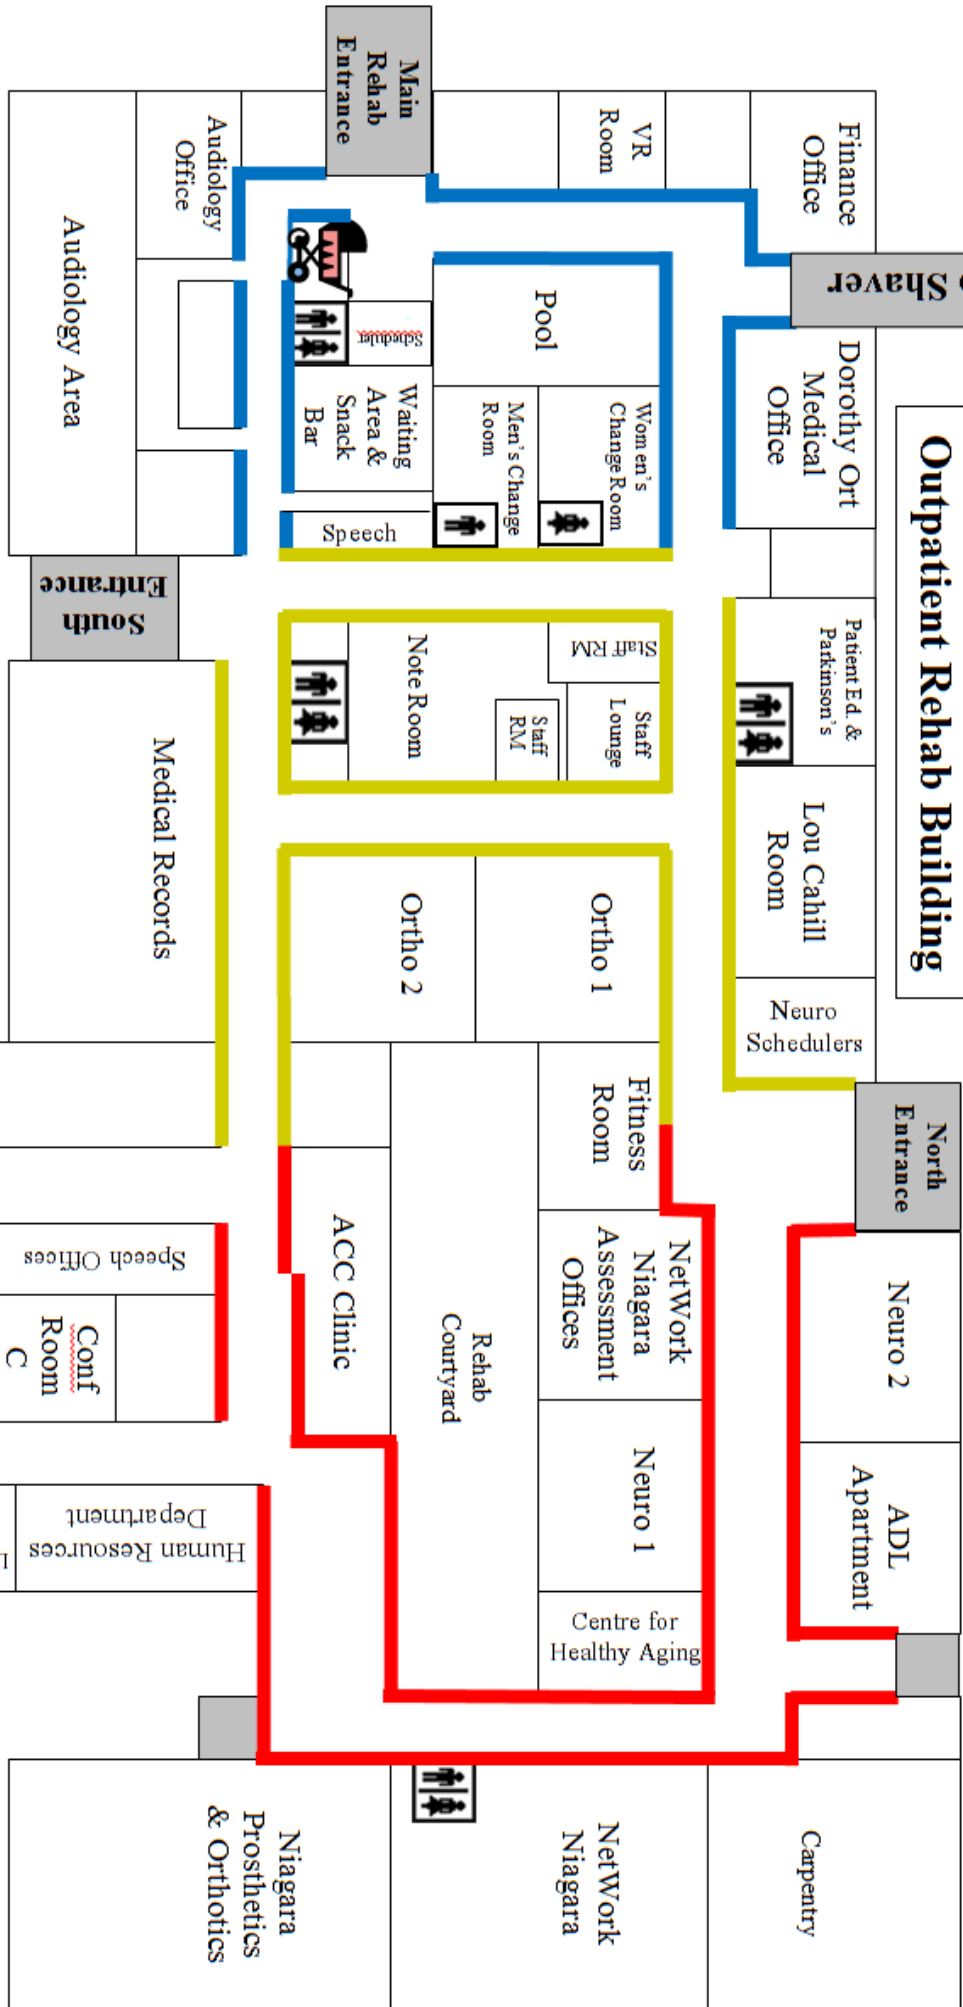 Outpatient Rehab Building
Main
Rehab
Entrance
VR
Room
Finance
Office
Shaver
Audiology
Office
Audiology Area
Pool
Scheduler
Waiting
Area &
Snack
Bar
Men's Change
Room
Women's
Change Room
Dorothy Ort
Medical
Office
Speech
South
Entrance
Staff RM
Note Room
Staff
Lounge
Staff
RM
Patient Ed. &
Parkinson's
Lou Cahill
Room
Medical Records
Ortho 2
Ortho 1
Neuro
Schedulers
North
Entrance
Fitness
Room
ACC Clinic
Rehab
Courtyard
NetWork
Niagara
Assessment
Offices
Speech Offices
Conf
Room
C
Neuro 2
Neuro 1
ADL
Apartment
Human Resources
Department
Centre for
Healthy Aging
Niagara
Prosthetics
& Orthotics
NetWork
Niagara
Carpentry